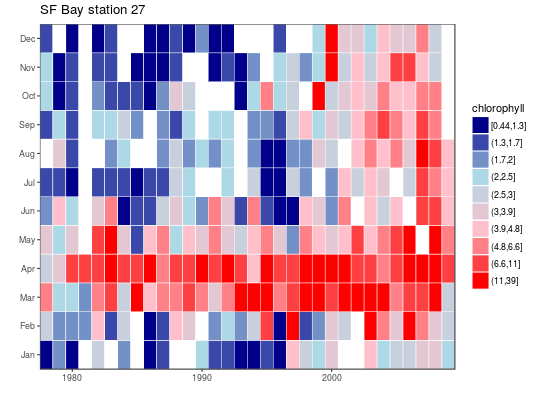 SF Bay station 27
Dec
Nov
Oct
Sep
Aug
Jul
Jun
May
Apr
Mar
Feb
Jan
1980 1990 2000
chlorophyll
[0.44,1.3]
(1.3,1.7]
(1.7,2]
(2,2.5]
(2.5,3]
(3,3.9]
(3.9,4.8]
(4.8,6.6]
(6.6,11]
(11,39]